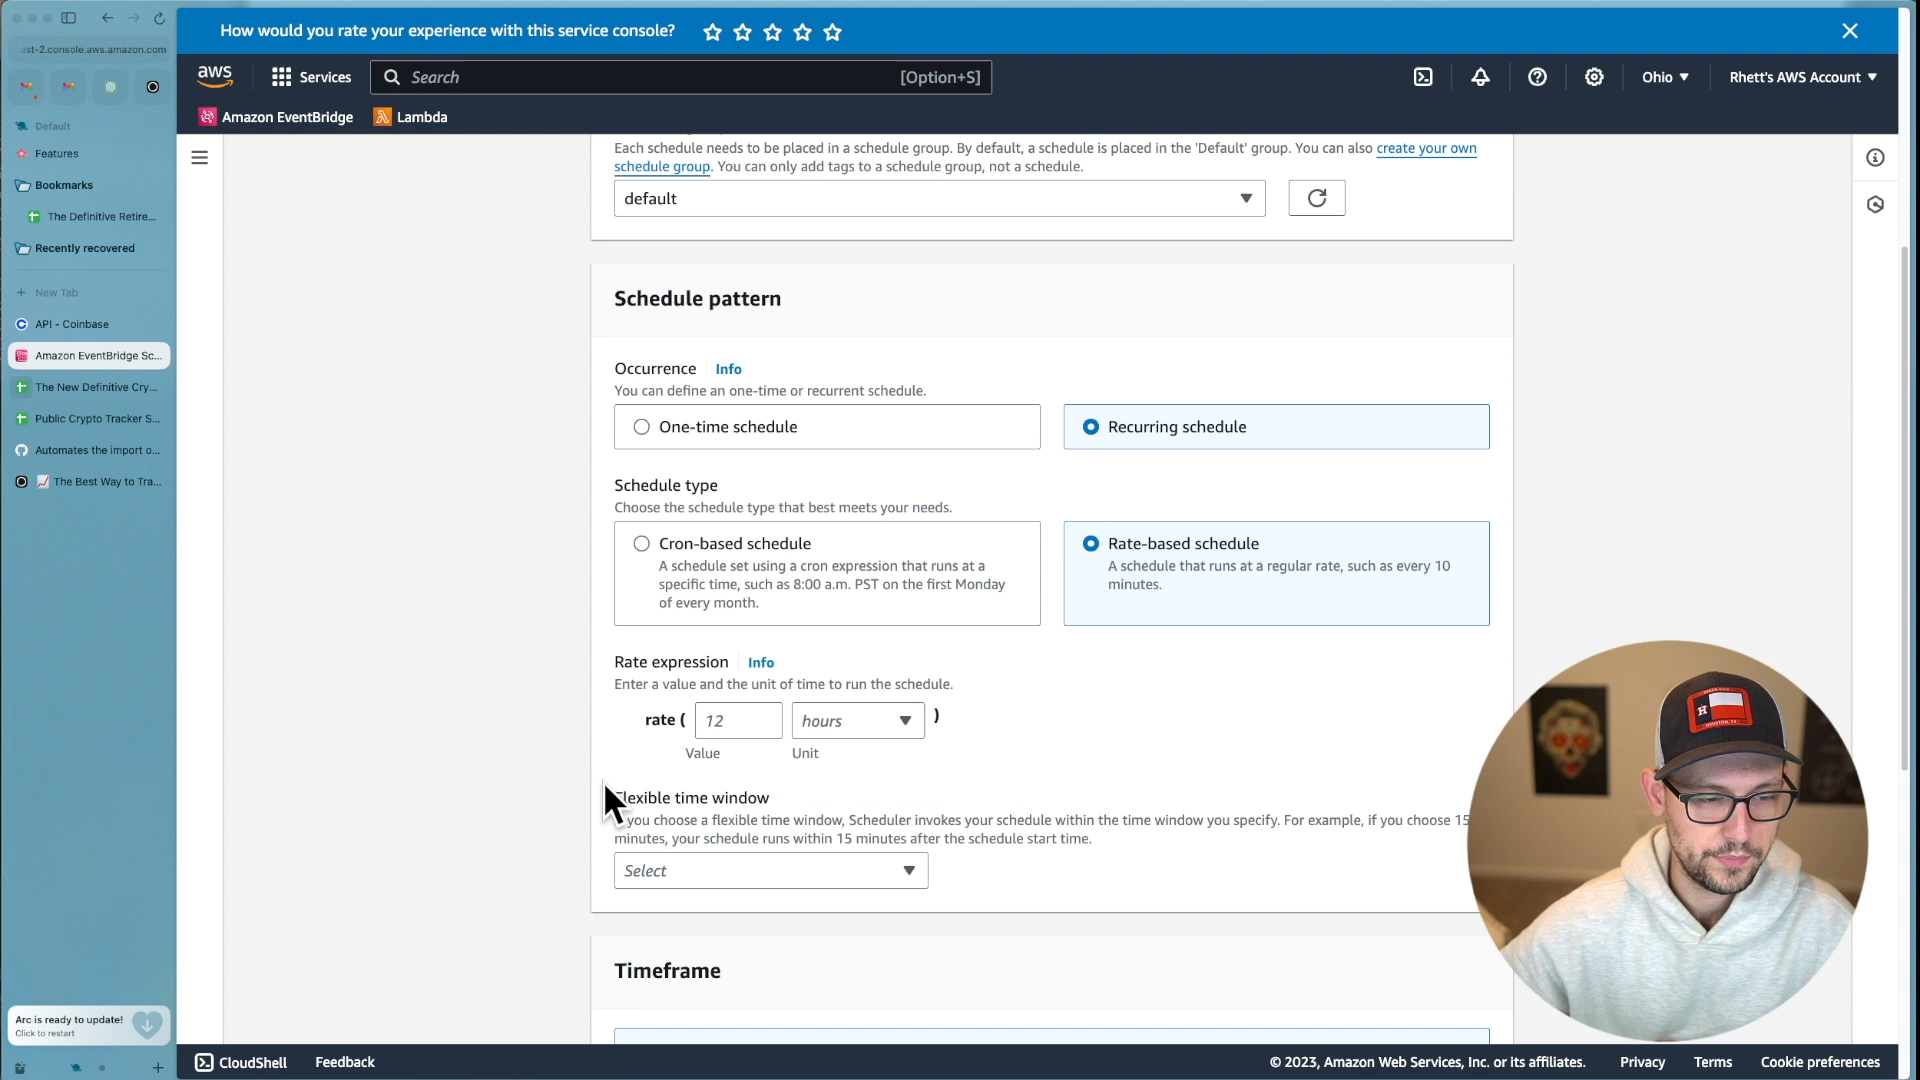 ast-2.console.aws.amazon.com
Default
Features
Bookmarks
The Definitive Retire...
Recently recovered
New Tab
API - Coinbase
Amazon EventBridge Sc...
The New Definitive Cry...
Public Crypto Tracker S...
Automates the import o...
The Best Way to Tra...
Arc is ready to update!
Click to restart
How would you rate your experience with this service console?
aws
Services
Search
[Option+S]
Ohio
Rhett's AWS Account
Amazon EventBridge
Lambda
Each schedule needs to be placed in a schedule group. By default, a schedule is placed in the 'Default' group. You can also create your own
schedule group. You can only add tags to a schedule group, not a schedule.
default
Schedule pattern
Occurrence Info
You can define an one-time or recurrent schedule.
One-time schedule
Recurring schedule
Schedule type
Choose the schedule type that best meets your needs.
Cron-based schedule
A schedule set using a cron expression that runs at a
specific time, such as 8:00 a.m. PST on the first Monday
of every month.
Rate-based schedule
A schedule that runs at a regular rate, such as every 10
minutes.
Rate expression Info
Enter a value and the unit of time to run the schedule.
rate ( 12 hours )
Value Unit
Flexible time window
you choose a flexible time window, Scheduler invokes your schedule within the time window you specify. For example, if you choose 15
minutes, your schedule runs within 15 minutes after the schedule start time.
Select
Timeframe
CloudShell
Feedback
© 2023, Amazon Web Services, Inc. or its affiliates.
Privacy
Terms
Cookie preferences